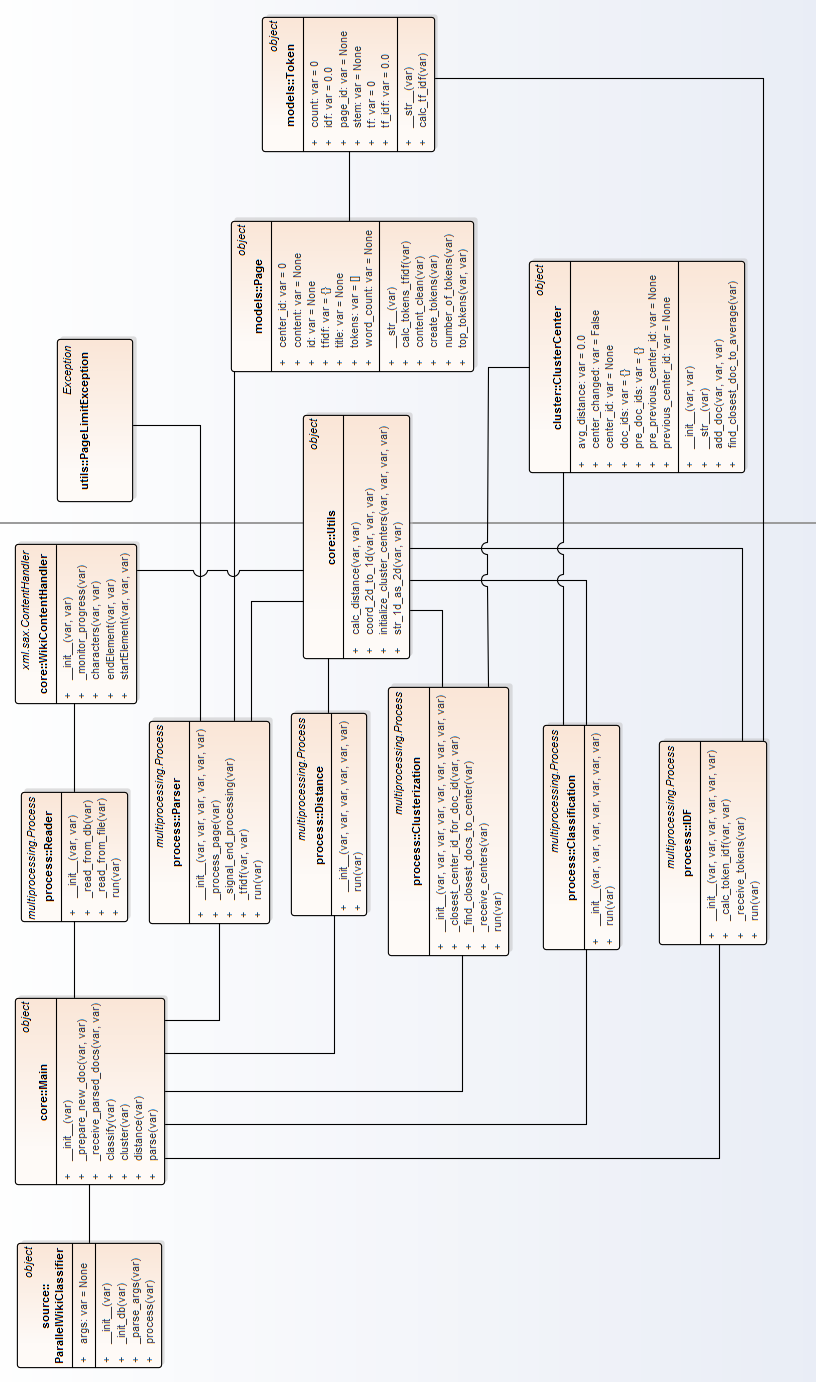 object
source::
ParallelWikiClassifier
+ args: var = None
+ __init__(var)
+ _init_db(var)
+ _parse_args(var)
+ process(var)
object
core::Main
+ __init__(var)
+ _prepare_new_doc(var, var)
+ _receive_parsed_docs(var, var)
+ classify(var)
+ cluster(var)
+ distance(var)
+ parse(var)
multiprocessing.Process
process::Reader
+ __init__(var, var)
+ _read_from_db(var)
+ _read_from_file(var)
+ run(var)
xml.sax.ContentHandler
core::WikiContentHandler
+ __init__(var, var)
+ _monitor_progress(var)
+ characters(var, var)
+ endElement(var, var)
+ startElement(var, var, var)
Exception
utils::PageLimitException
multiprocessing.Process
process::Parser
+ __init__(var, var, var, var, var, var)
+ _process_page(var)
+ _signal_end_processing(var)
+ _tfidf(var, var)
+ run(var)
multiprocessing.Process
process::Distance
+ __init__(var, var, var, var, var)
+ run(var)
object
core::Utils
+ calc_distance(var, var)
+ coord_2d_to_1d(var, var, var)
+ initialize_cluster_centers(var, var, var, var)
+ str_1d_as_2d(var, var)
object
models::Page
+ center_id: var = 0
+ content: var = None
+ id: var = None
+ tfidf: var = {}
+ title: var = None
+ tokens: var = []
+ word_count: var = None
+ __str__(var)
+ calc_tokens_tfidf(var)
+ content_clean(var)
+ create_tokens(var)
+ number_of_tokens(var)
+ top_tokens(var, var)
object
models::Token
+ count: var = 0
+ idf: var = 0.0
+ page_id: var = None
+ stem: var = None
+ tf: var = 0
+ tf_idf: var = 0.0
+ __str__(var)
+ calc_tf_idf(var)
multiprocessing.Process
process::Clusterization
+ __init__(var, var, var, var, var, var, var, var)
+ _closest_center_id_for_doc_id(var, var)
+ _find_closest_docs_to_center(var)
+ _receive_centers(var)
+ run(var)
multiprocessing.Process
process::Classification
+ __init__(var, var, var, var, var, var)
+ run(var)
multiprocessing.Process
process::IDF
+ __init__(var, var, var, var, var, var)
+ _calc_token_idf(var, var)
+ _receive_tokens(var)
+ run(var)
object
cluster::ClusterCenter
+ avg_distance: var = 0.0
+ center_changed: var = False
+ center_id: var = None
+ doc_ids: var = {}
+ pre_doc_ids: var = {}
+ pre_previous_center_id: var = None
+ previous_center_id: var = None
+ __init__(var, var)
+ __str__(var)
+ add_doc(var, var, var)
+ find_closest_doc_to_average(var)